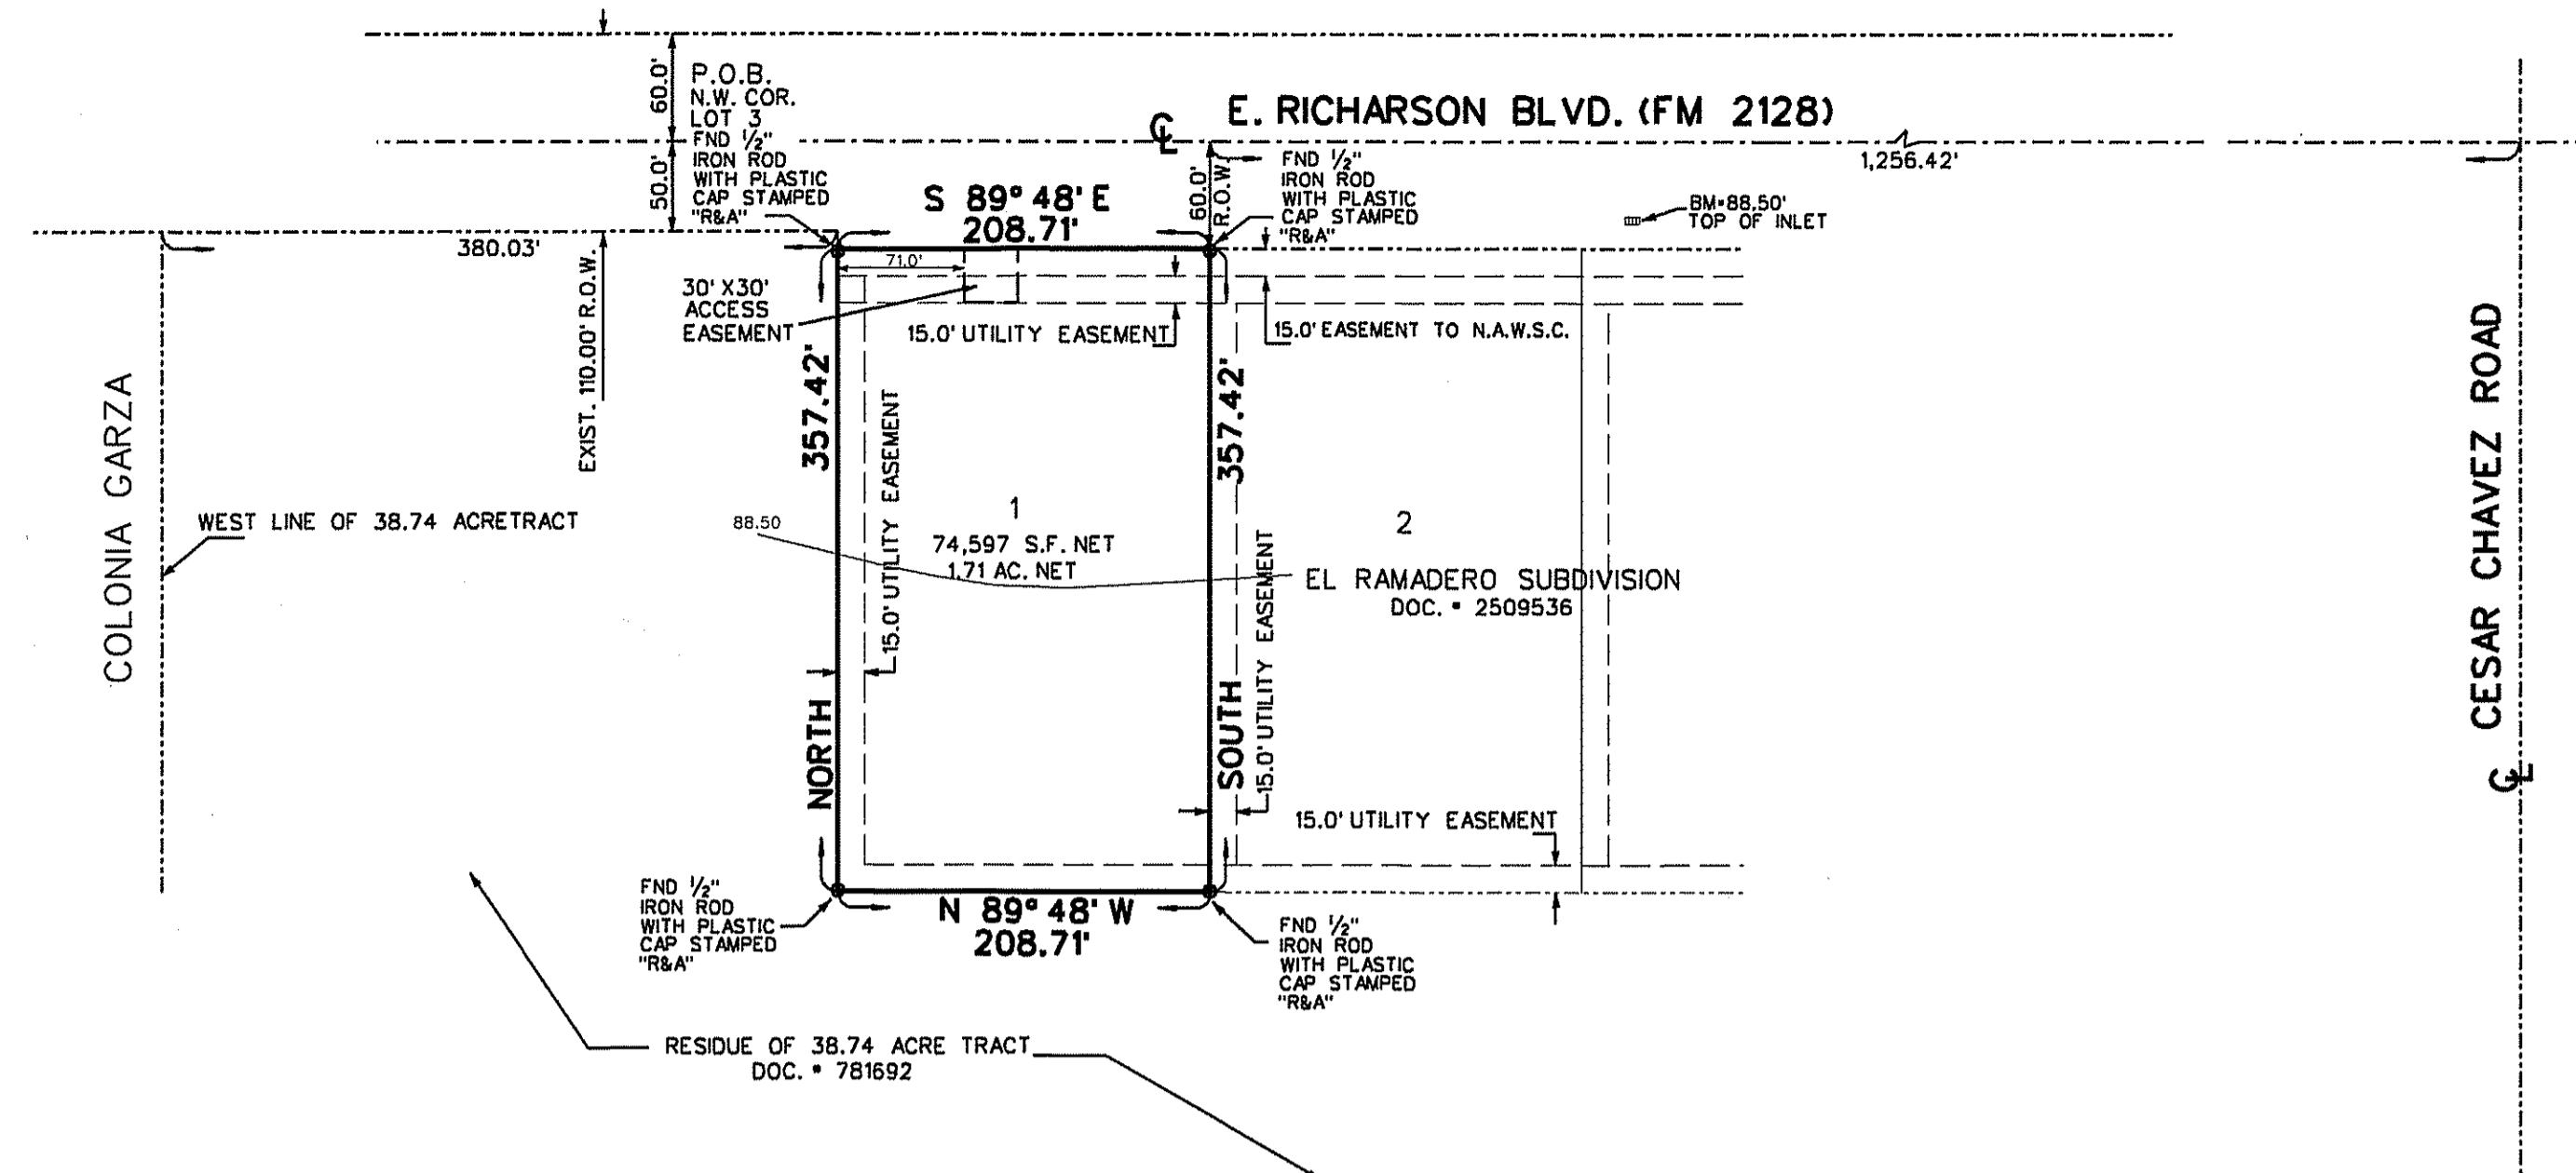 60.0'
50.0'
P.O.B.
N.W. COR.
LOT 3
FND 1/2"
IRON ROD
WITH PLASTIC
CAP STAMPED
"R&A"
E. RICHARSON BLVD. (FM 2128)
℄
1,256.42'
S 89° 48' E
208.71'
60.0'
R.O.W.
FND 1/2"
IRON ROD
WITH PLASTIC
CAP STAMPED
"R&A"
BM=88.50'
TOP OF INLET
380.03'
EXIST. 110.00' R.O.W.
71.0'
30' X30'
ACCESS
EASEMENT
15.0' UTILITY EASEMENT
15.0' EASEMENT TO N.A.W.S.C.
COLONIA GARZA
WEST LINE OF 38.74 ACRETRACT
357.42'
NORTH
15.0' UTILITY EASEMENT
88.50
1
74,597 S.F. NET
1.71 AC. NET
357.42'
SOUTH
15.0' UTILITY EASEMENT
2
EL RAMADERO SUBDIVISION
DOC. # 2509536
15.0' UTILITY EASEMENT
CESAR CHAVEZ ROAD
℄
FND 1/2"
IRON ROD
WITH PLASTIC
CAP STAMPED
"R&A"
N 89° 48' W
208.71'
FND 1/2"
IRON ROD
WITH PLASTIC
CAP STAMPED
"R&A"
RESIDUE OF 38.74 ACRE TRACT
DOC. # 781692